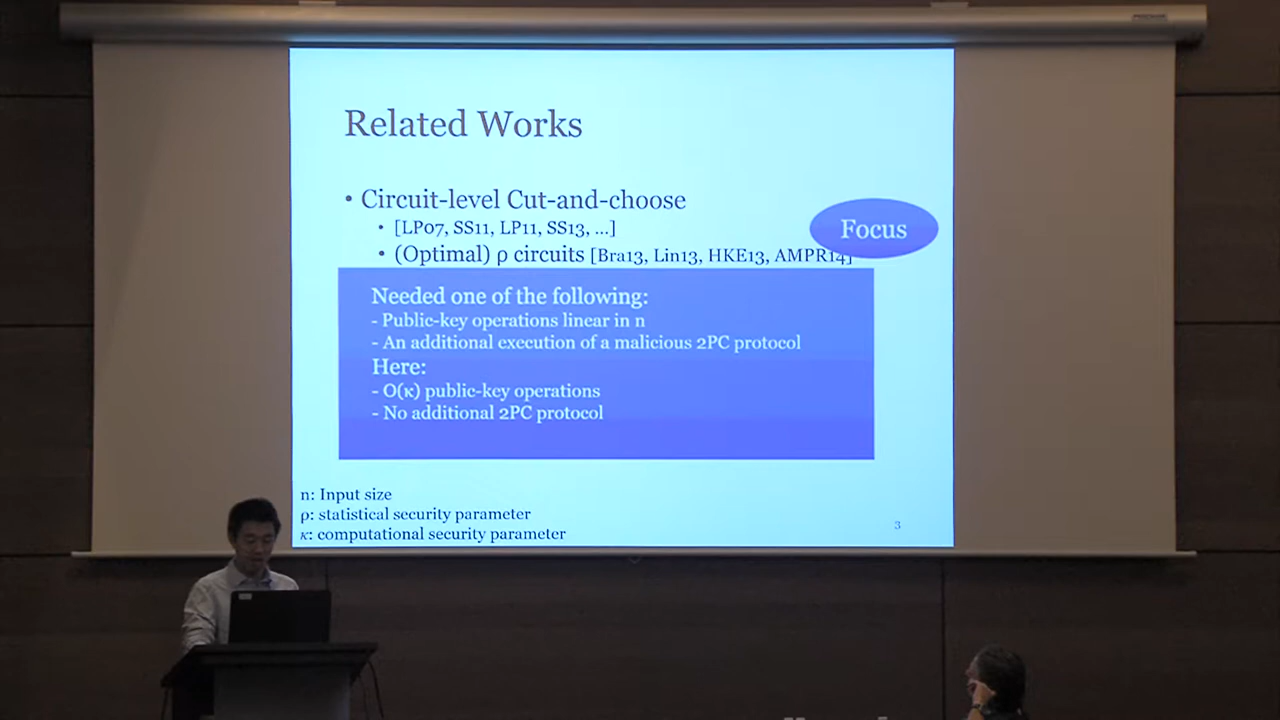 Related Works
• Circuit-level Cut-and-choose
• [LP07, SS11, LP11, SS13, ...]
Focus
• (Optimal) ρ circuits [Bra13, Lin13, HKE13, AMPR14]
Needed one of the following:
- Public-key operations linear in n
- An additional execution of a malicious 2PC protocol
Here:
- O(κ) public-key operations
- No additional 2PC protocol
n: Input size
ρ: statistical security parameter
κ: computational security parameter
3